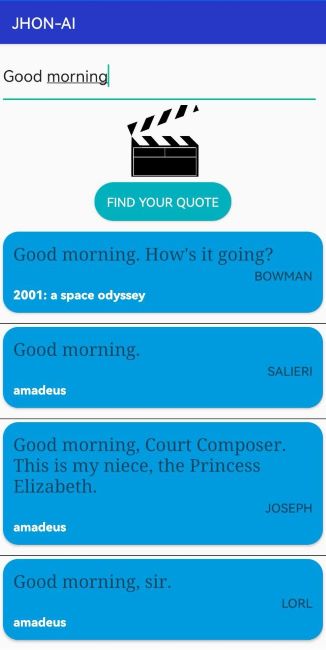 JHON-AI
Good morning
FIND YOUR QUOTE
Good morning. How's it going?
BOWMAN
2001: a space odyssey
Good morning.
SALIERI
amadeus
Good morning, Court Composer.
This is my niece, the Princess
Elizabeth.
JOSEPH
amadeus
Good morning, sir.
LORL
amadeus